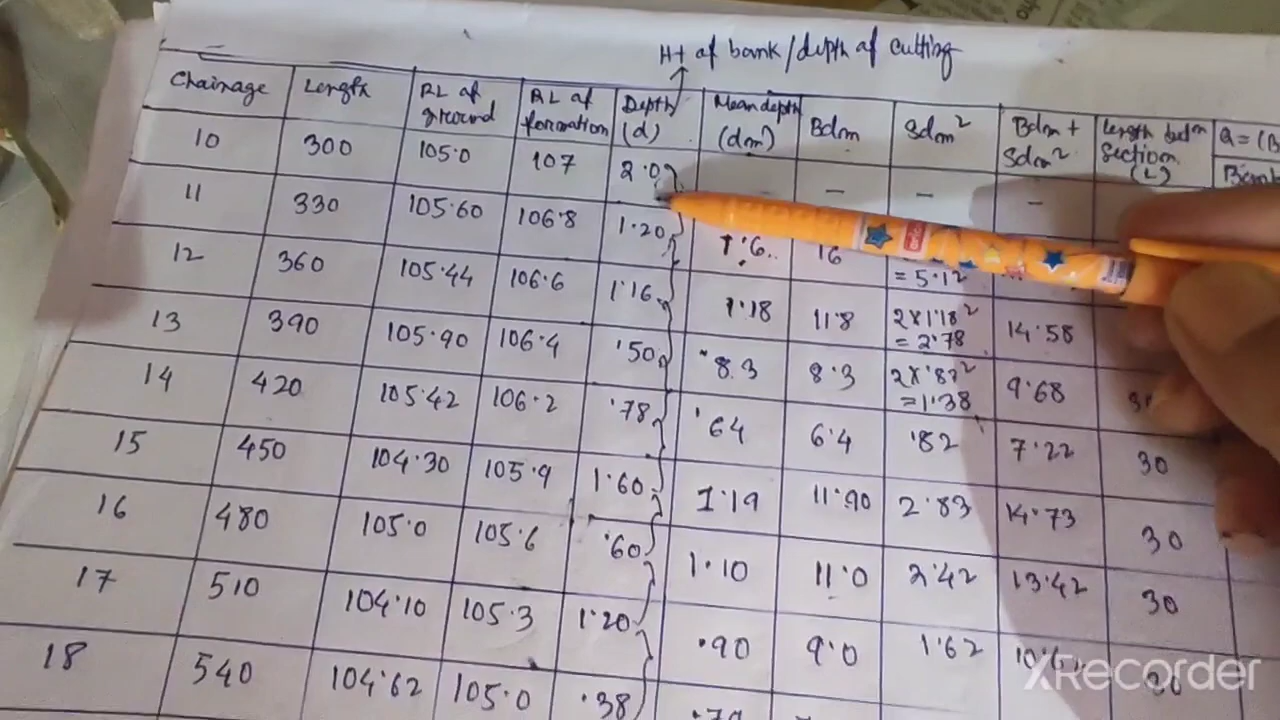 Ht of bank/depth of cutting
Chainage Length RL of ground RL of formation Depth (d) Mean depth (dm) Bdm Sdm² Bdm + Sdm² Length betn Section (L) Q = (B
10 300 105.0 107 2.0 – – –
11 330 105.60 106.8 1.20 1.6 16 = 5.12
12 360 105.44 106.6 1.16 1.18 11.8 2×1.18² = 2.78 14.58
13 390 105.90 106.4 .50 .83 8.3 2×.83² = 1.38 9.68
14 420 105.42 106.2 .78 .64 6.4 .82 7.22 30
15 450 104.30 105.9 1.60 1.19 11.90 2.83 14.73 30
16 480 105.0 105.6 .60 1.10 11.0 2.42 13.42 30
17 510 104.10 105.3 1.20 .90 9.0 1.62
18 540 104.62 105.0 .38
XRecorder